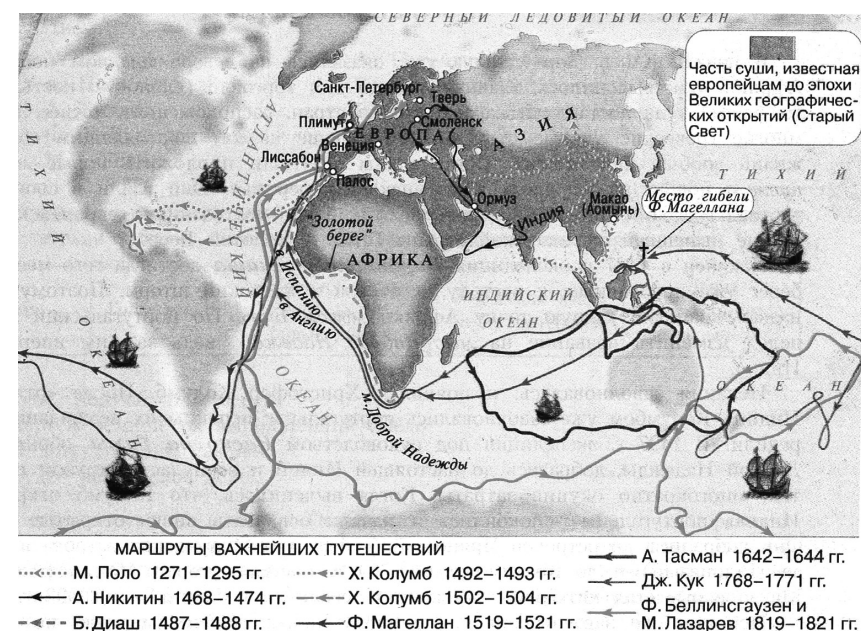 СЕВЕРНЫЙ ЛЕДОВИТЫЙ ОКЕАН
Часть суши, известная
европейцам до эпохи
Великих географичес-
ких открытий (Старый
Свет)
Санкт-Петербург
Тверь
Смоленск
Плимут
ЕВРОПА
АЗИЯ
Венеция
Лиссабон
Палос
Ормуз
Индия
Макао
(Аомынь)
Место гибели
Ф. Магеллана
ТИХИЙ
ТИХИЙ
АТЛАНТИЧЕСКИЙ
"Золотой
берег"
АФРИКА
в Испанию
в Англию
ИНДИЙСКИЙ
ОКЕАН
ОКЕАН
ОКЕАН
ОКЕАН
м. Доброй Надежды
МАРШРУТЫ ВАЖНЕЙШИХ ПУТЕШЕСТВИЙ
М. Поло 1271–1295 гг.
А. Никитин 1468–1474 гг.
Б. Диаш 1487–1488 гг.
Х. Колумб 1492–1493 гг.
Х. Колумб 1502–1504 гг.
Ф. Магеллан 1519–1521 гг.
А. Тасман 1642–1644 гг.
Дж. Кук 1768–1771 гг.
Ф. Беллинсгаузен и
М. Лазарев 1819–1821 гг.